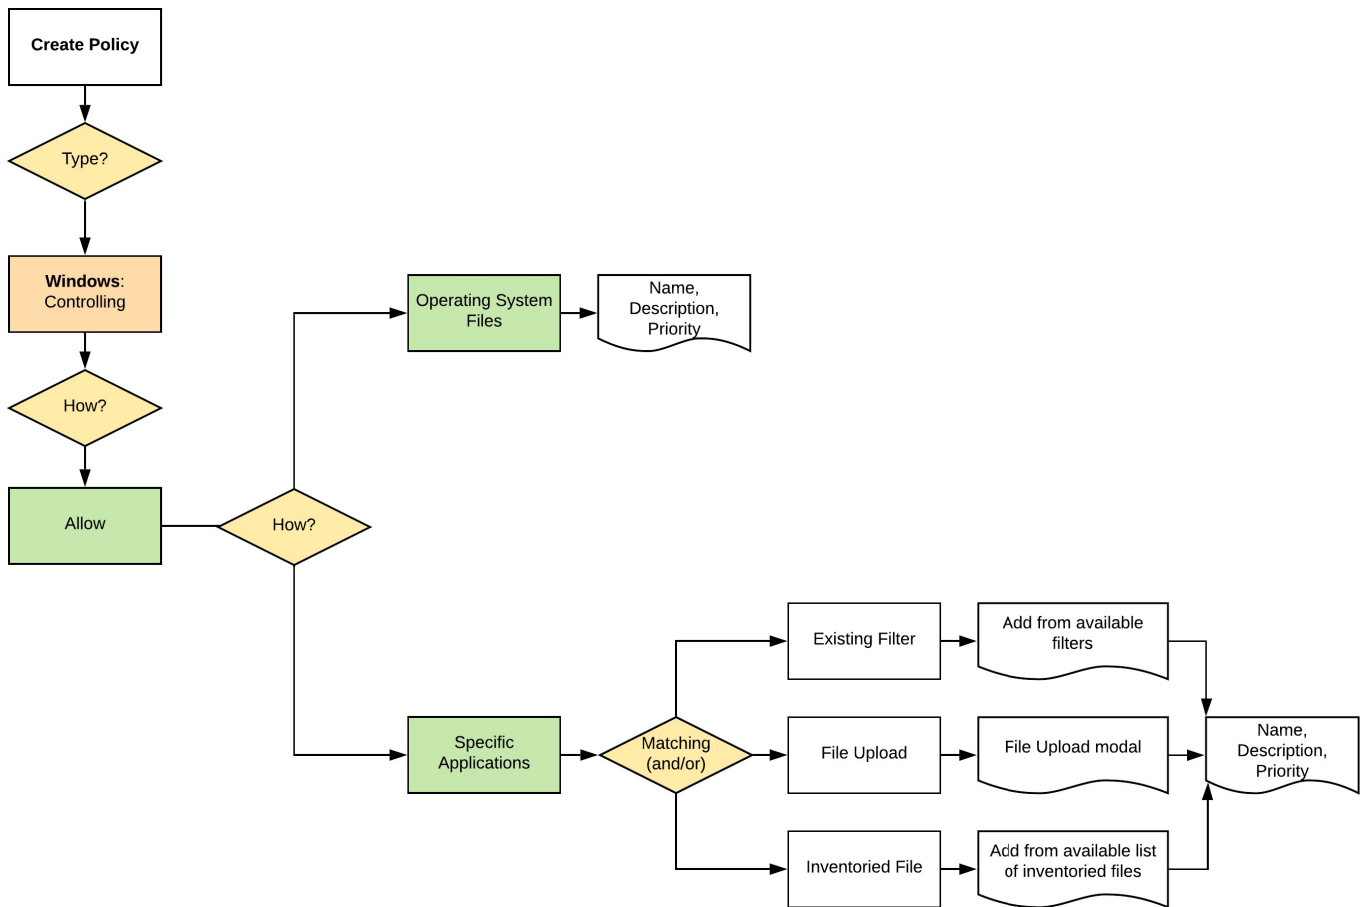 Create Policy
Type?
Windows:
Controlling
How?
Allow
How?
Operating System
Files
Name,
Description,
Priority
Specific
Applications
Matching
(and/or)
Existing Filter
Add from available
filters
File Upload
File Upload modal
Inventoried File
Add from available list
of inventoried files
Name,
Description,
Priority